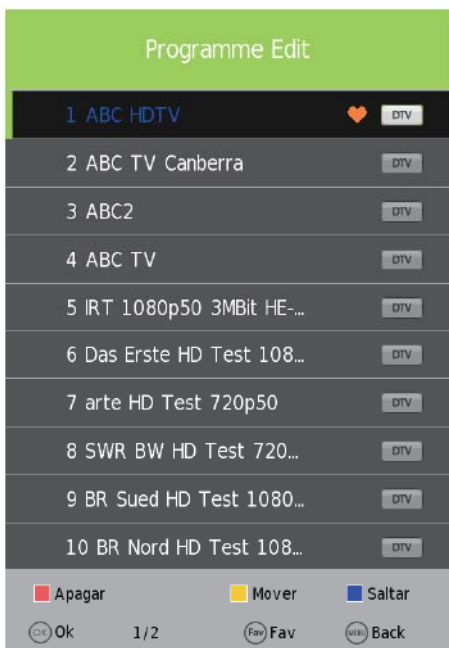 Programme Edit
1 ABC HDTV DTV
2 ABC TV Canberra DTV
3 ABC2 DTV
4 ABC TV DTV
5 IRT 1080p50 3MBit HE-... DTV
6 Das Erste HD Test 108... DTV
7 arte HD Test 720p50 DTV
8 SWR BW HD Test 720... DTV
9 BR Sued HD Test 1080... DTV
10 BR Nord HD Test 108... DTV
Apagar Mover Saltar
OK Ok 1/2 Fav Fav MENU Back